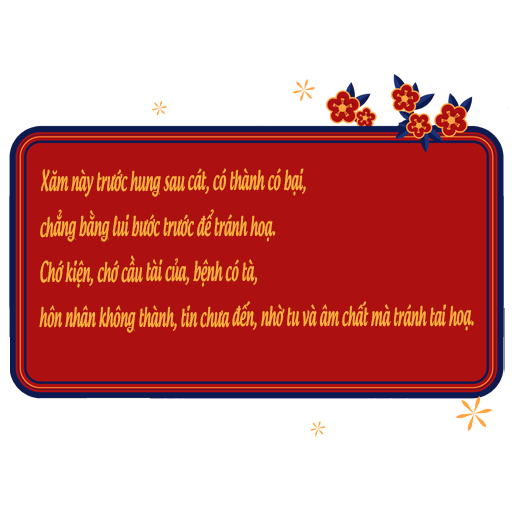 Xăm này trước hung sau cát, có thành có bại,
chẳng bằng lui bước trước để tránh hoạ.
Chớ kiện, chớ cầu tài của, bệnh có tà,
hôn nhân không thành, tin chưa đến, nhờ tu và âm chất mà tránh tai hoạ.